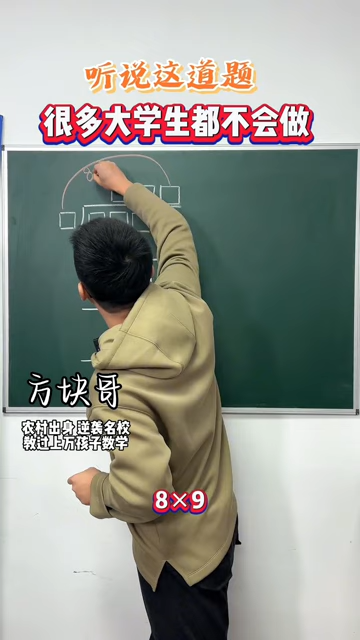 听说这道题
很多大学生都不会做
8
方块哥
农村出身逆袭名校
教过上万孩子数学
8×9